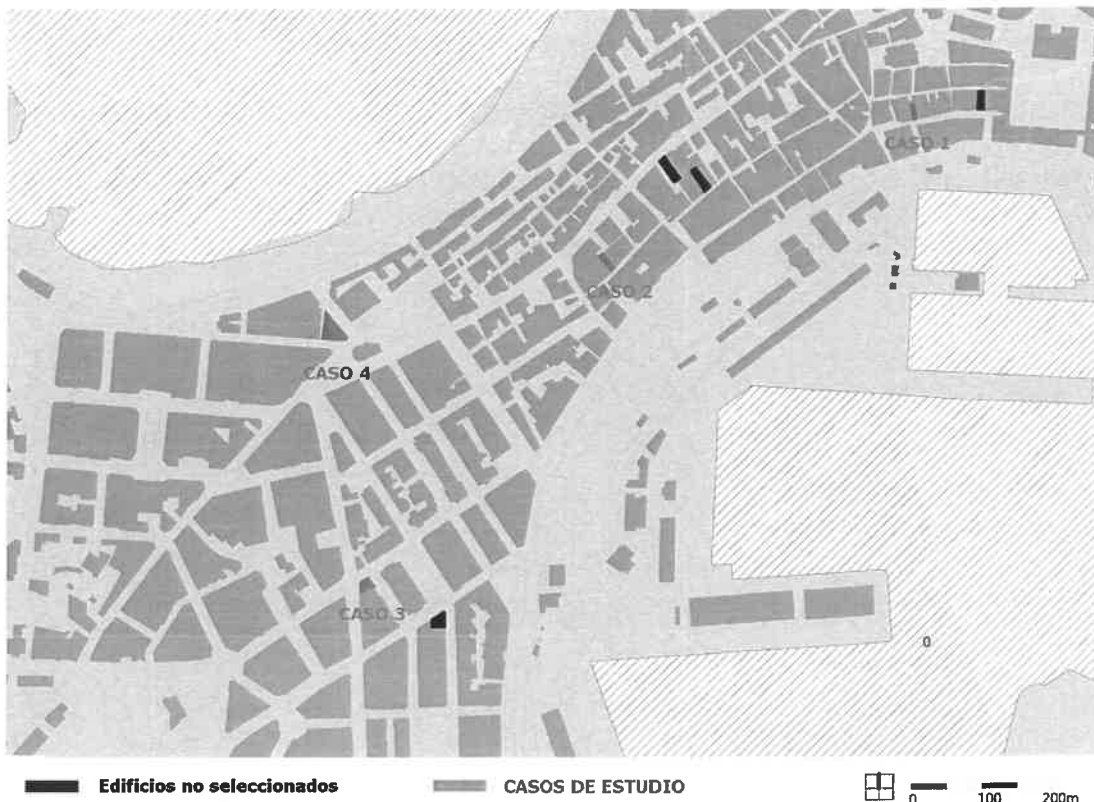 CASO 1
CASO 2
CASO 4
CASO 3
0
Edificios no seleccionados
CASOS DE ESTUDIO
0 100 200m